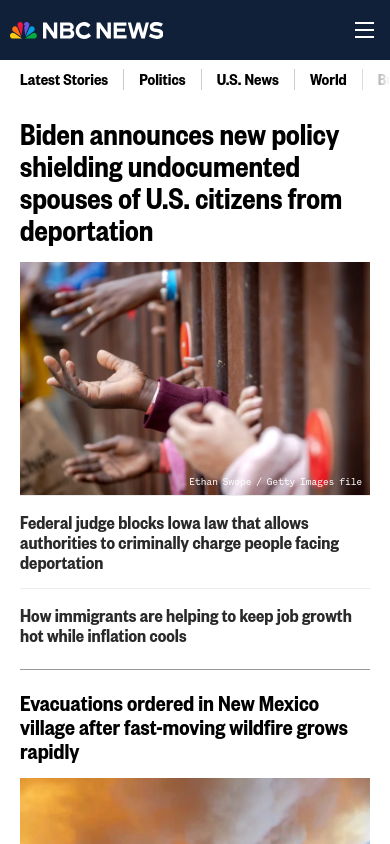 NBC NEWS
Latest Stories
Politics
U.S. News
World
Biden announces new policy
shielding undocumented
spouses of U.S. citizens from
deportation
Ethan Swope / Getty Images file
Federal judge blocks Iowa law that allows
authorities to criminally charge people facing
deportation
How immigrants are helping to keep job growth
hot while inflation cools
Evacuations ordered in New Mexico
village after fast-moving wildfire grows
rapidly